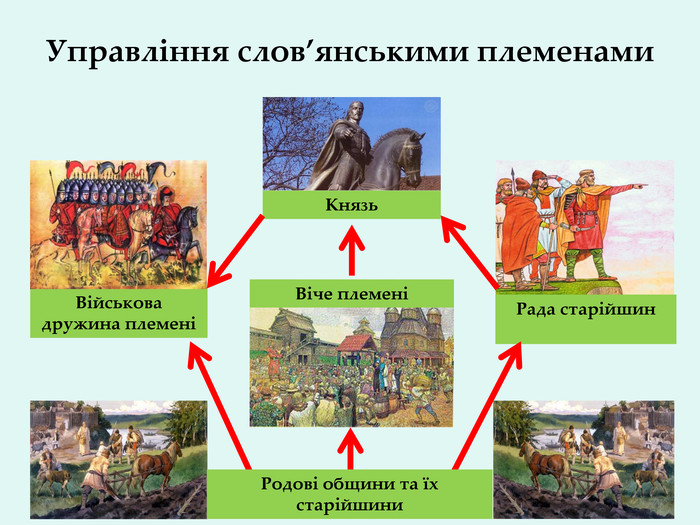 Управління слов’янськими племенами
Князь
Військова
дружина племені
Віче племені
Рада старійшин
Родові общини та їх
старійшини